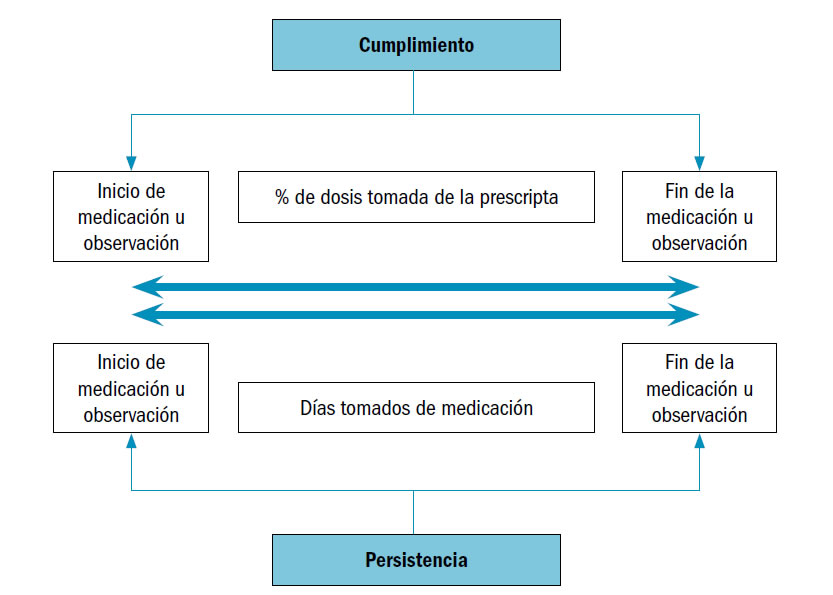 Cumplimiento
Inicio de
medicación u
observación
% de dosis tomada de la prescripta
Fin de la
medicación u
observación
Inicio de
medicación u
observación
Días tomados de medicación
Fin de la
medicación u
observación
Persistencia